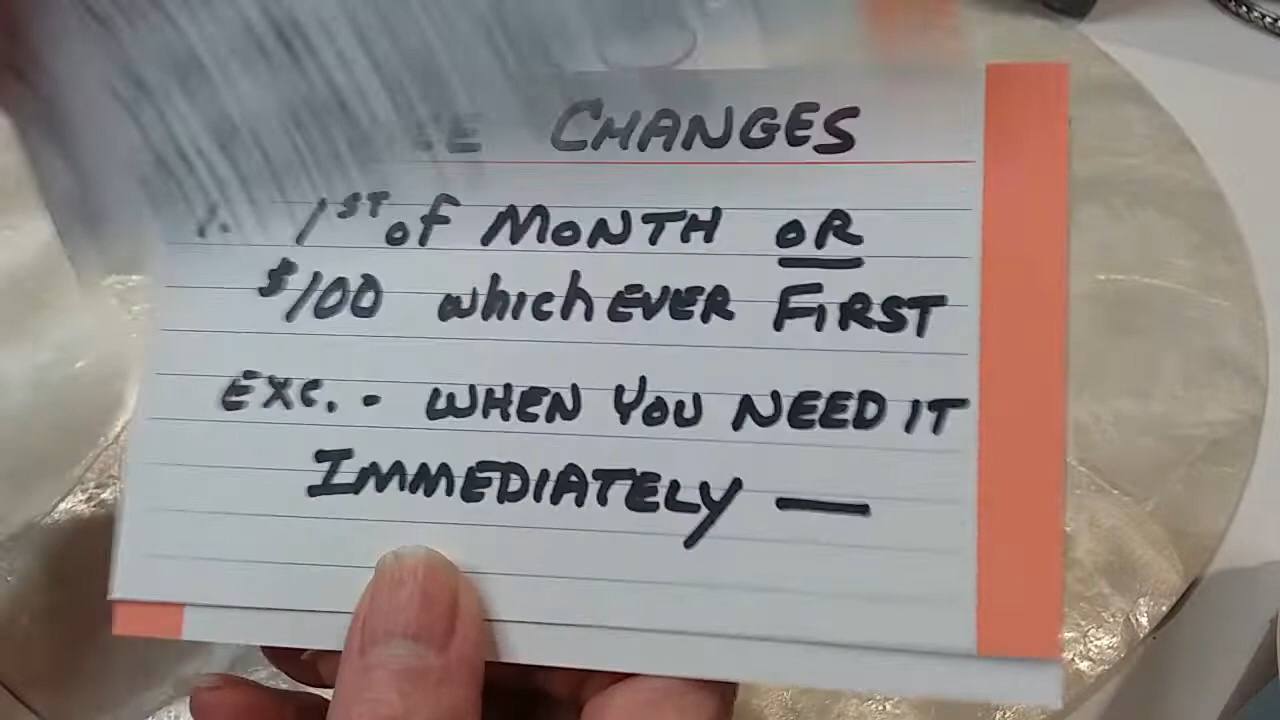 CHANGES
1. 1ST of MONTH OR
$100 whichEVER FIRST
EXC. - WHEN YOU NEED IT
IMMEDIATELY —